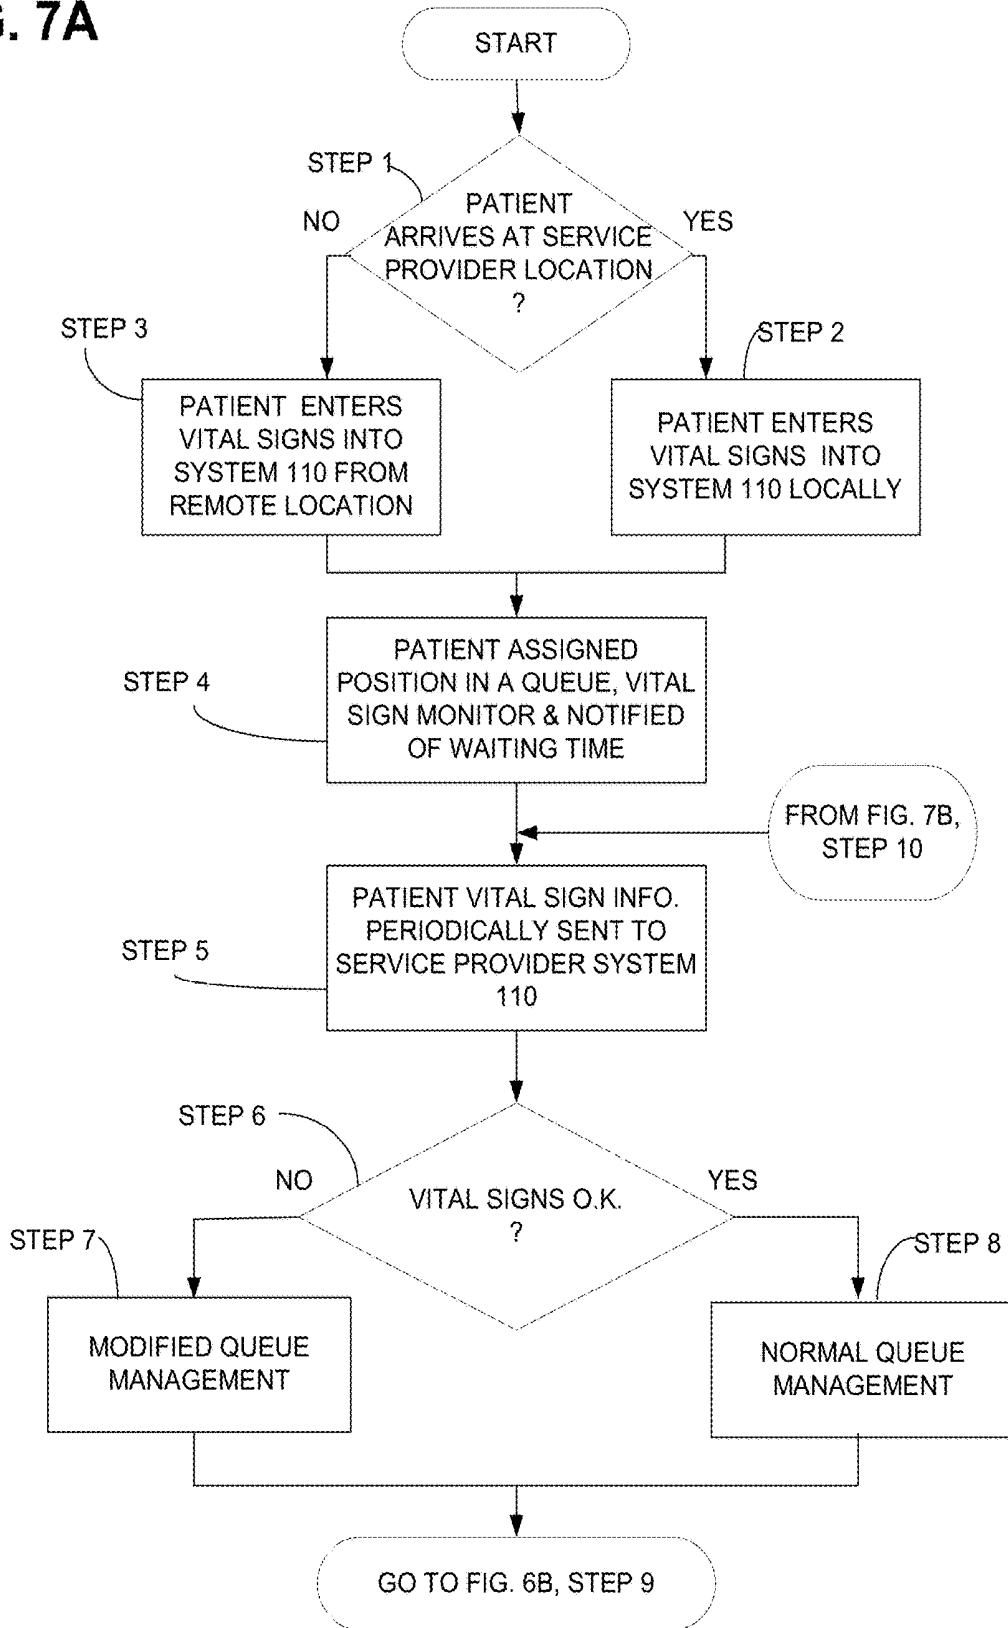 G. 7A
START
STEP 1
PATIENT
ARRIVES AT SERVICE
PROVIDER LOCATION
?
NO
YES
STEP 3
STEP 2
PATIENT ENTERS
VITAL SIGNS INTO
SYSTEM 110 FROM
REMOTE LOCATION
PATIENT ENTERS
VITAL SIGNS INTO
SYSTEM 110 LOCALLY
STEP 4
PATIENT ASSIGNED
POSITION IN A QUEUE, VITAL
SIGN MONITOR & NOTIFIED
OF WAITING TIME
FROM FIG. 7B,
STEP 10
STEP 5
PATIENT VITAL SIGN INFO.
PERIODICALLY SENT TO
SERVICE PROVIDER SYSTEM
110
STEP 6
NO
YES
VITAL SIGNS O.K.
?
STEP 7
STEP 8
MODIFIED QUEUE
MANAGEMENT
NORMAL QUEUE
MANAGEMENT
GO TO FIG. 6B, STEP 9